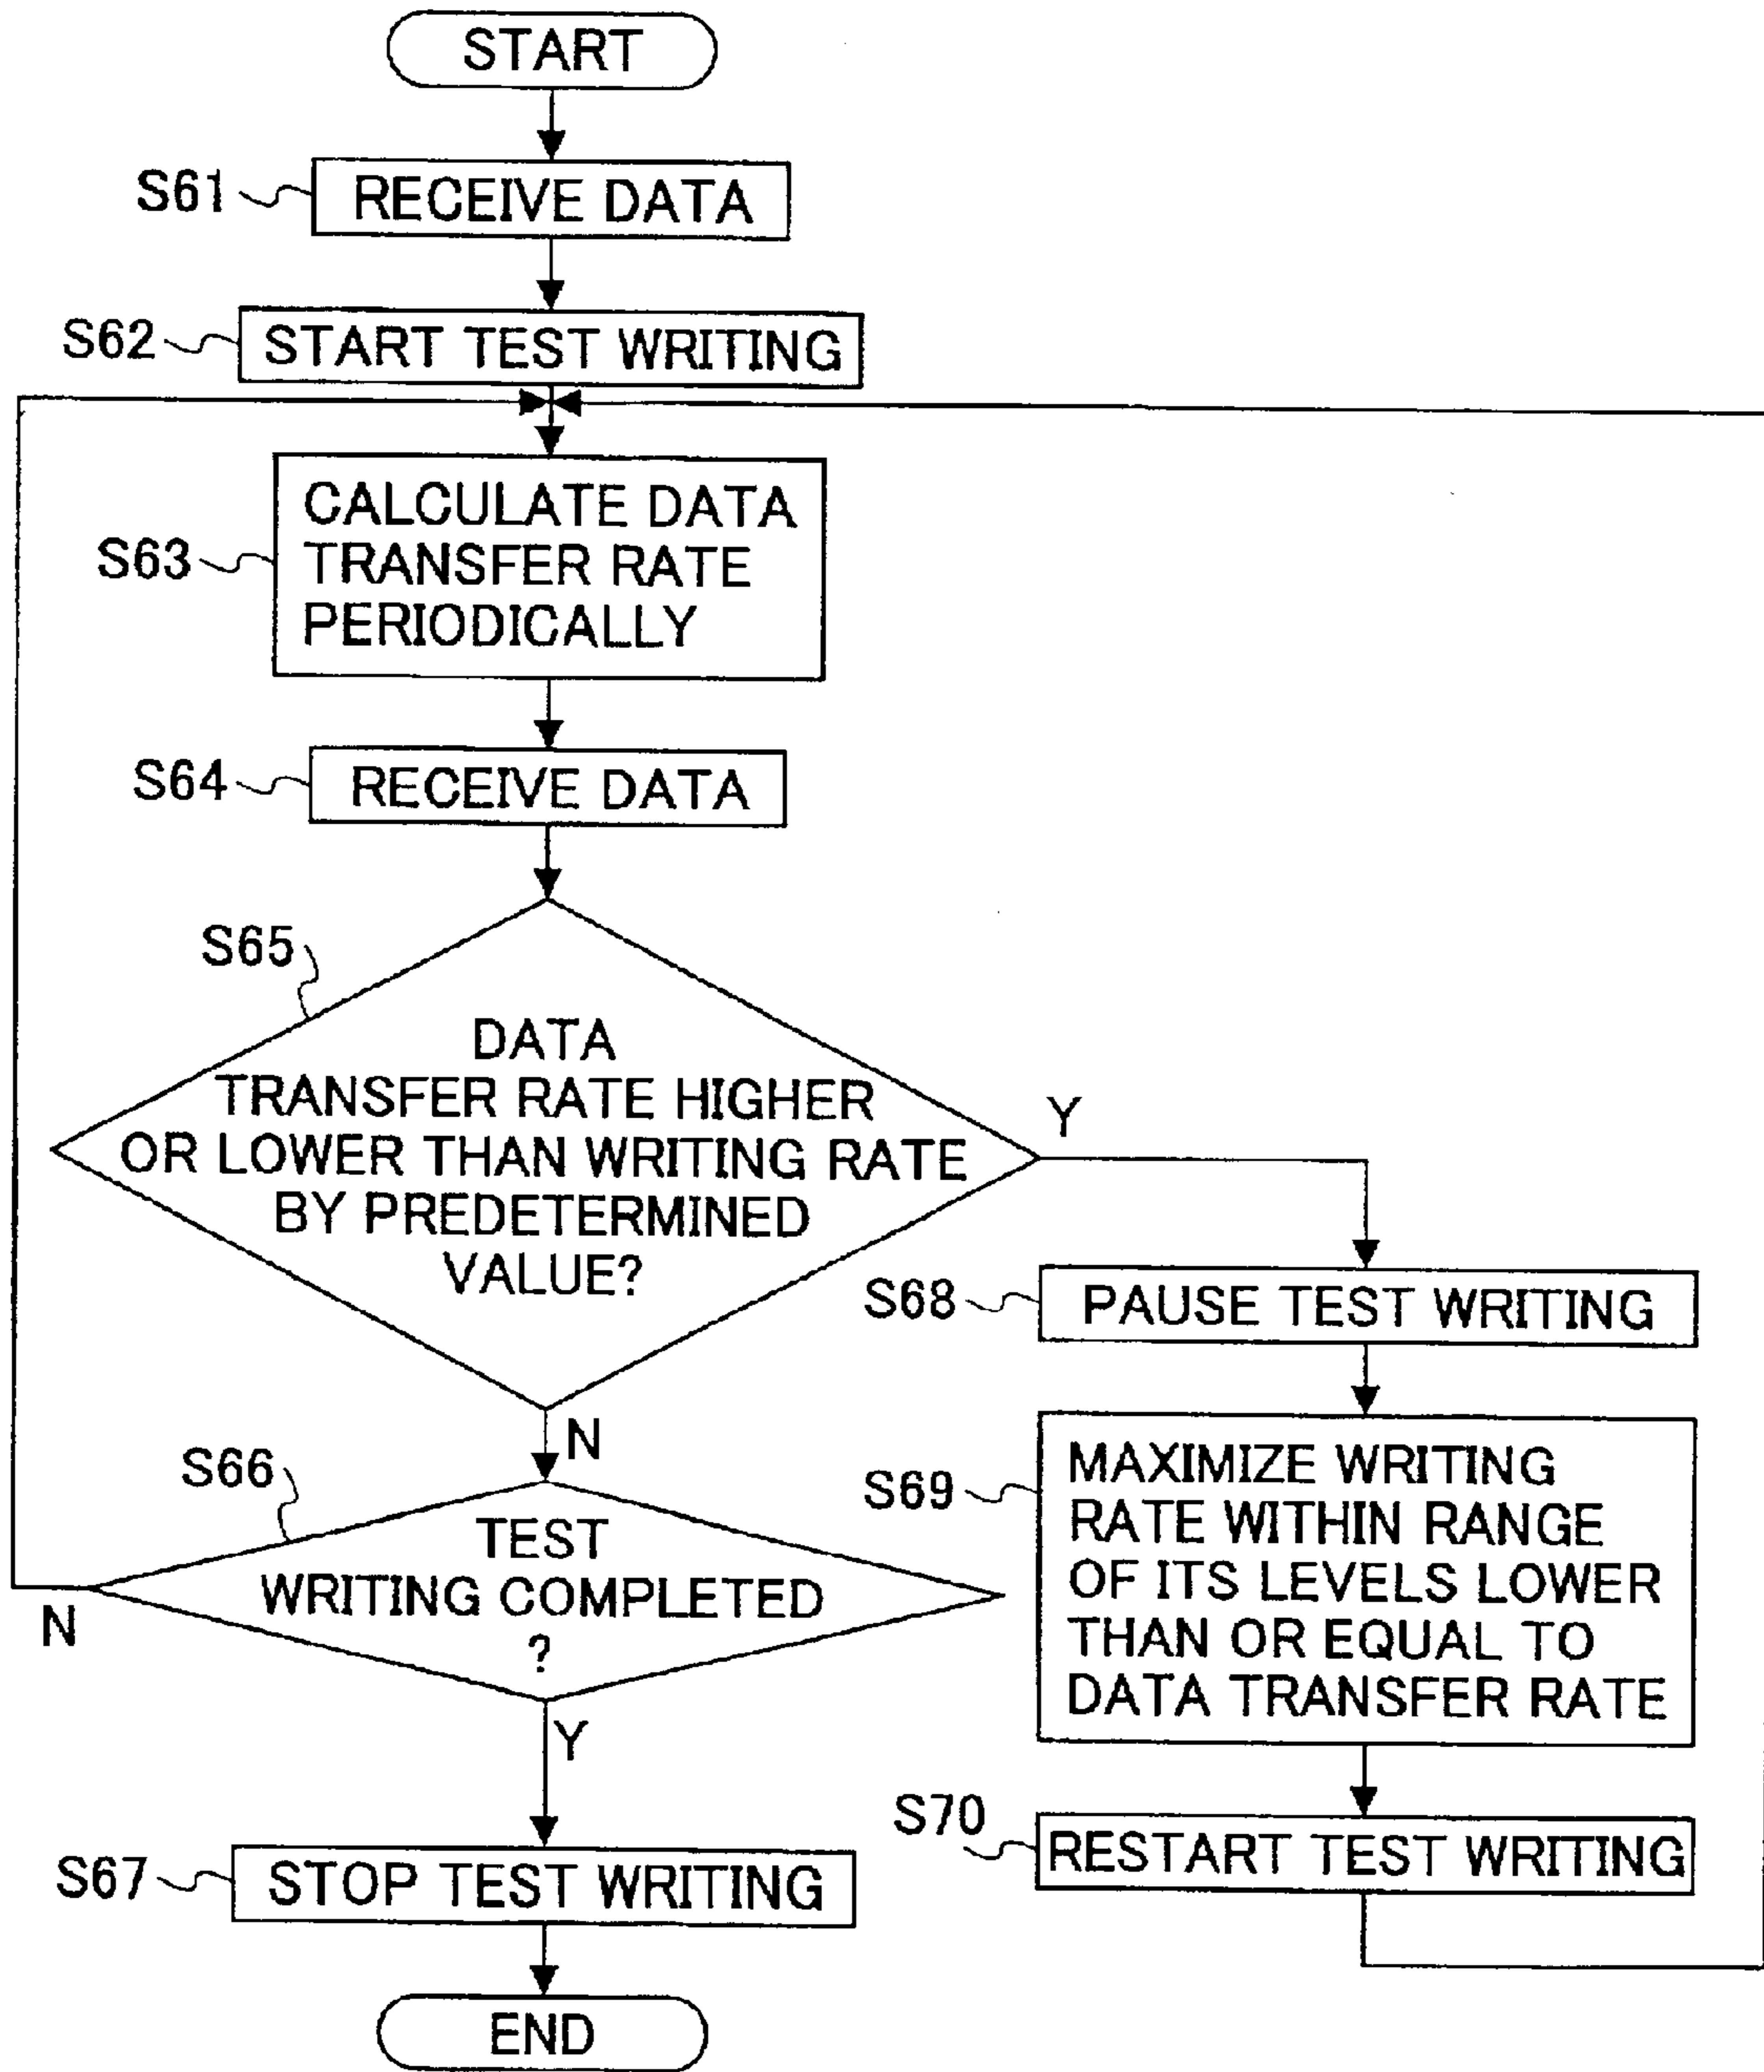 START
S61
RECEIVE DATA
S62
START TEST WRITING
S63
CALCULATE DATA
TRANSFER RATE
PERIODICALLY
S64
RECEIVE DATA
S65
DATA
TRANSFER RATE HIGHER
OR LOWER THAN WRITING RATE
BY PREDETERMINED
VALUE?
Y
N
S66
TEST
WRITING COMPLETED
?
N
Y
S67
STOP TEST WRITING
END
S68
PAUSE TEST WRITING
S69
MAXIMIZE WRITING
RATE WITHIN RANGE
OF ITS LEVELS LOWER
THAN OR EQUAL TO
DATA TRANSFER RATE
S70
RESTART TEST WRITING